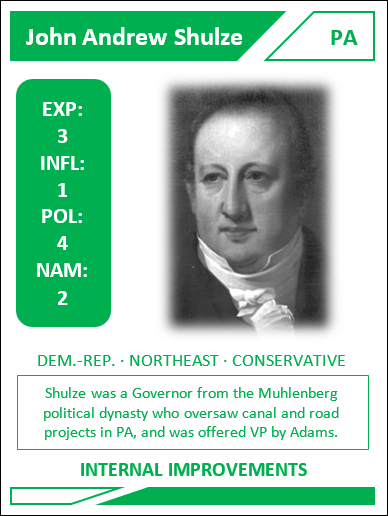 John Andrew Shulze
PA
EXP:
3
INFL:
1
POL:
4
NAM:
2
DEM.-REP. · NORTHEAST · CONSERVATIVE
Shulze was a Governor from the Muhlenberg
political dynasty who oversaw canal and road
projects in PA, and was offered VP by Adams.
INTERNAL IMPROVEMENTS